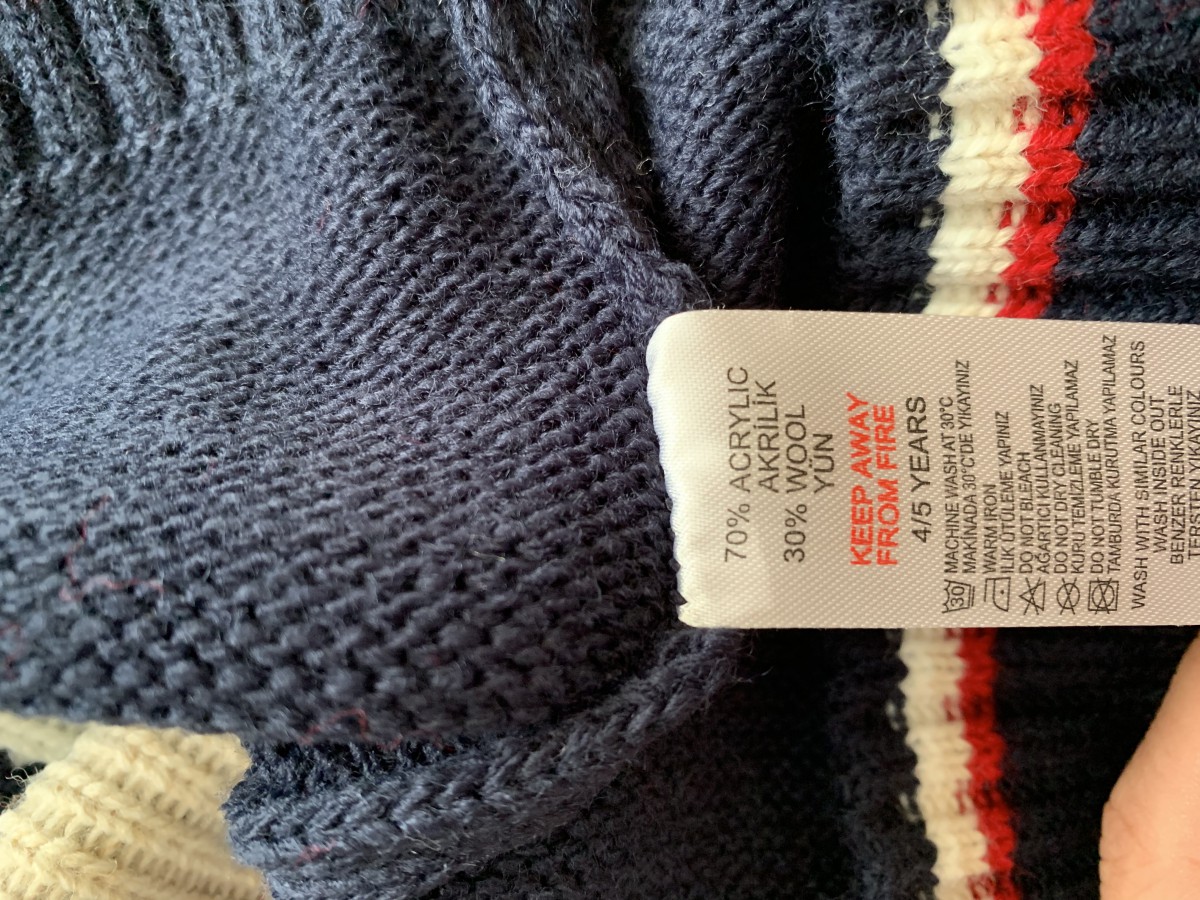 70% ACRYLIC
AKRİLİK
30% WOOL
YÜN
KEEP AWAY
FROM FIRE
4/5 YEARS
30 MACHINE WASH AT 30°C
MAKİNADA 30°C'DE YIKAYINIZ
WARM IRON
ILIK ÜTÜLEME YAPINIZ
DO NOT BLEACH
AĞARTICI KULLANMAYINIZ
DO NOT DRY CLEANING
KURU TEMİZLEME YAPILAMAZ
DO NOT TUMBLE DRY
TAMBURDA KURUTMA YAPILAMAZ
WASH WITH SIMILAR COLOURS
WASH INSIDE OUT
BENZER RENKLERLE